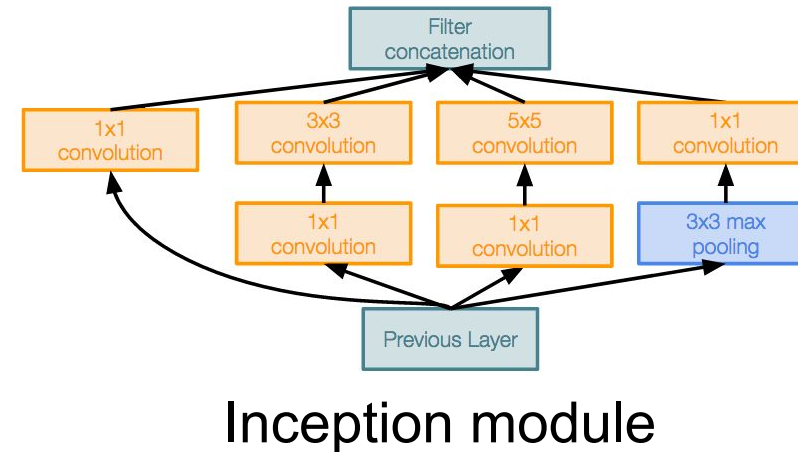 Filter
concatenation
1x1
convolution
3x3
convolution
5x5
convolution
1x1
convolution
1x1
convolution
1x1
convolution
3x3 max
pooling
Previous Layer
Inception module